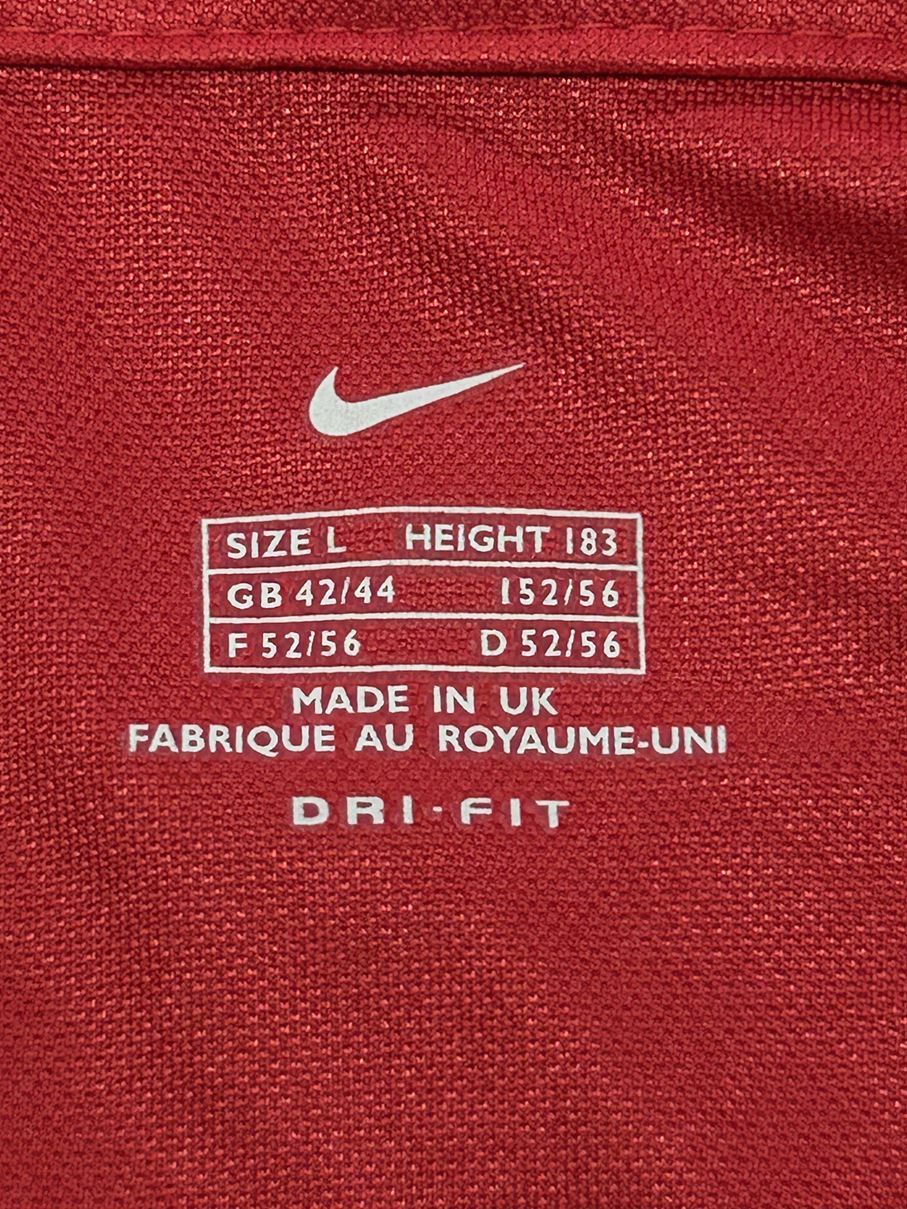 SIZE L HEIGHT 183
GB 42/44 I 52/56
F 52/56 D 52/56
MADE IN UK
FABRIQUE AU ROYAUME-UNI
DRI-FIT